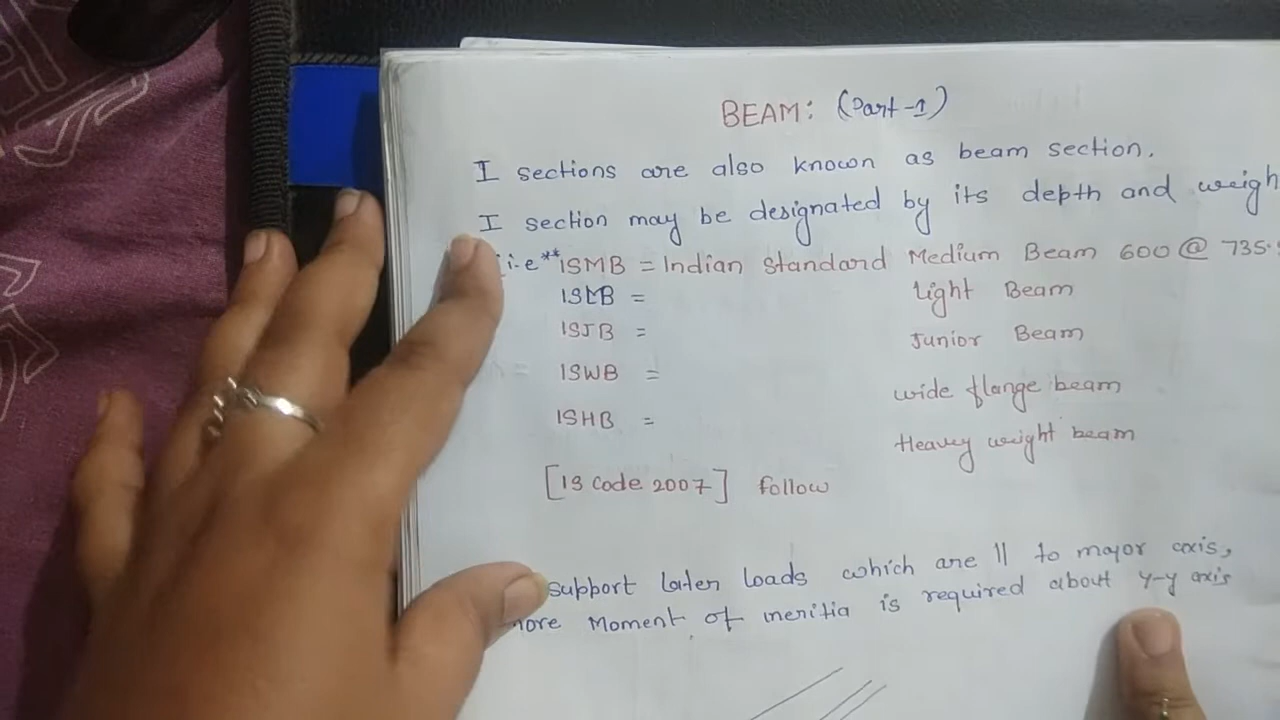 BEAM: (Part-1)
I sections are also known as beam section.
I section may be designated by its depth and weigh
[i.e** ISMB = Indian Standard Medium Beam 600 @ 735.
ISLB = Light Beam
ISJB = Junior Beam
ISWB = wide flange beam
ISHB = Heavy weight beam
[IS Code 2007] follow
support later loads which are || to major axis,
more Moment of ineritia is required about y-y axis